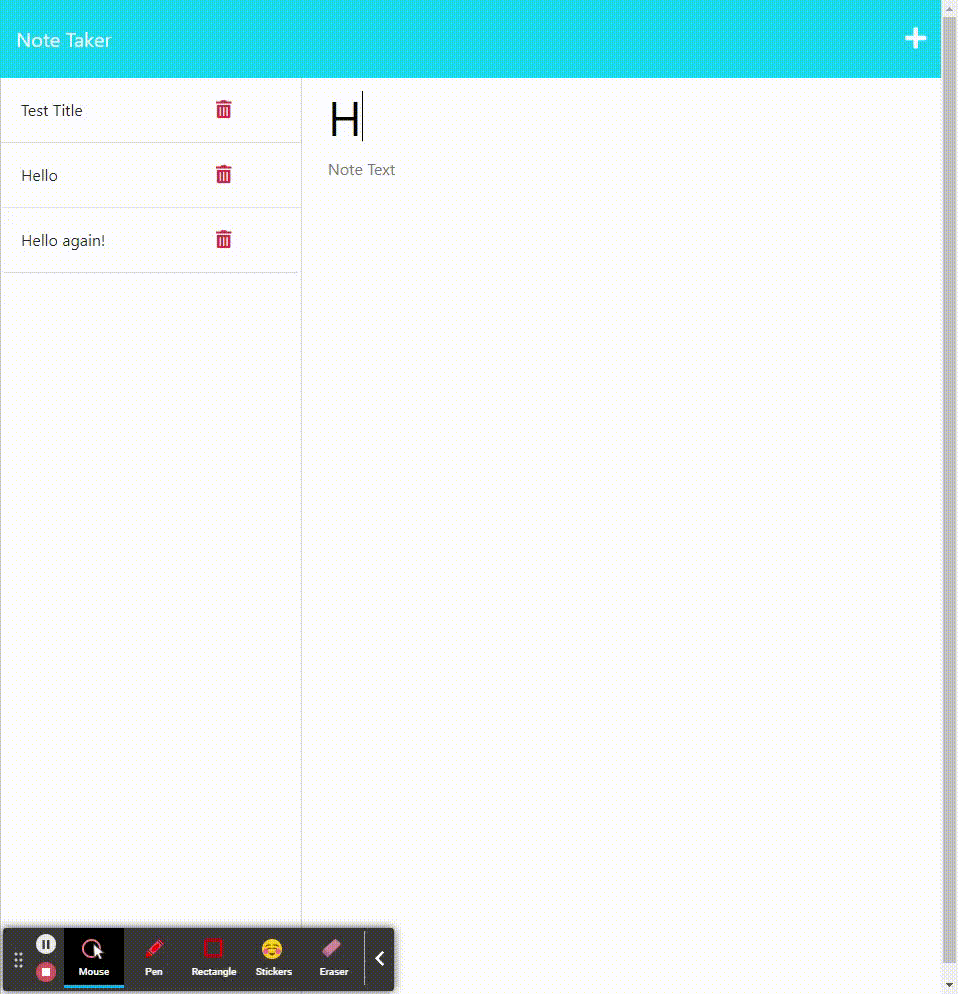 Note Taker
Test Title
Hello
Hello again!
H
Note Text
Mouse Pen Rectangle Stickers Eraser